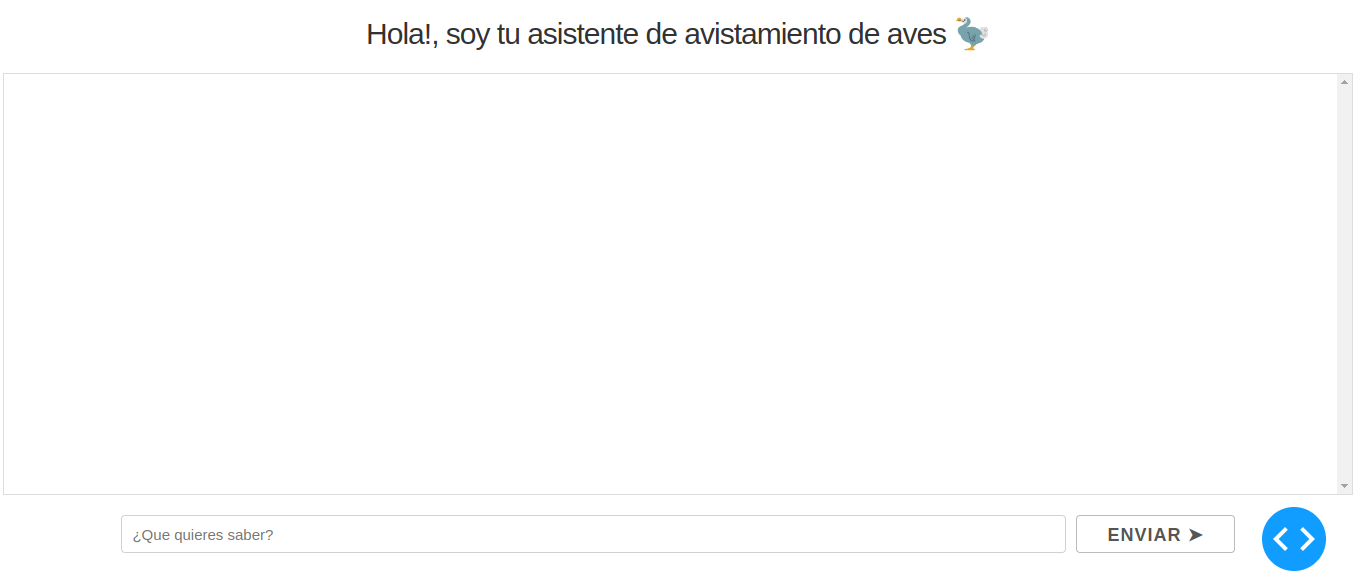 Hola!, soy tu asistente de avistamiento de aves 🦤
¿Que quieres saber?
ENVIAR ➤